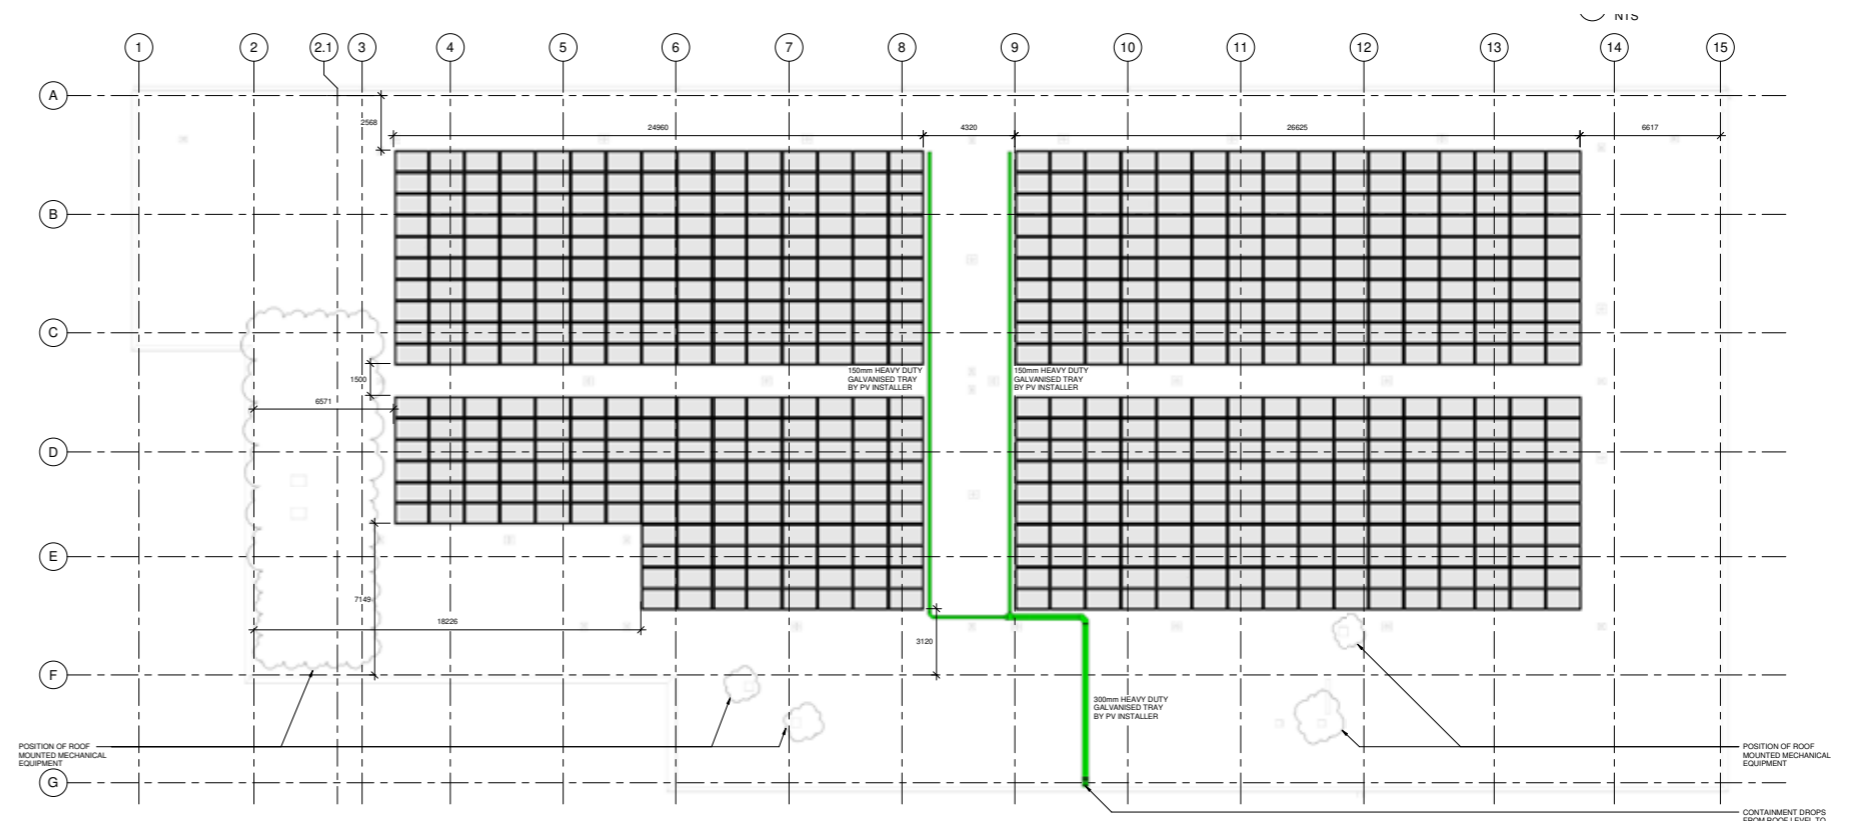 NTS
1 2 2.1 3 4 5 6 7 8 9 10 11 12 13 14 15
A
2568
24960 4320 26625 6617
B
C
150mm HEAVY DUTY
GALVANISED TRAY
BY PV INSTALLER
150mm HEAVY DUTY
GALVANISED TRAY
BY PV INSTALLER
1500
6571
D
E
7149
18226
3120
F
300mm HEAVY DUTY
GALVANISED TRAY
BY PV INSTALLER
POSITION OF ROOF
MOUNTED MECHANICAL
EQUIPMENT
POSITION OF ROOF
MOUNTED MECHANICAL
EQUIPMENT
G
CONTAINMENT DROPS
FROM ROOF LEVEL TO